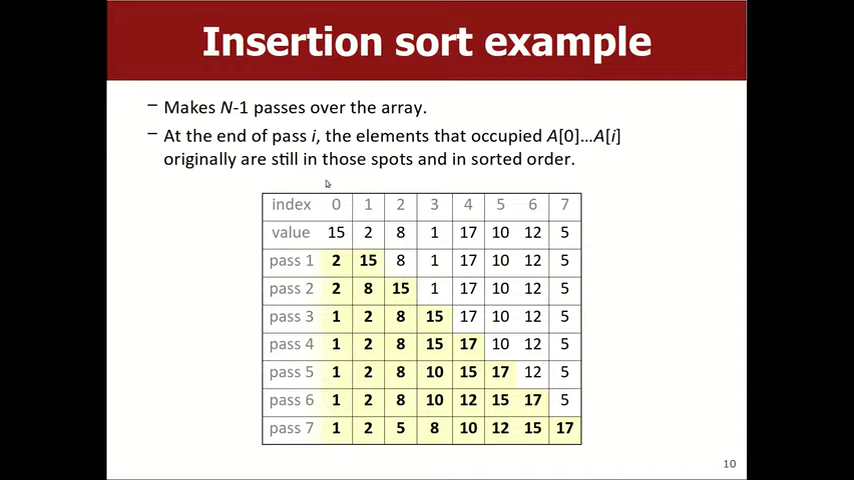 Insertion sort example
– Makes N-1 passes over the array.
– At the end of pass i, the elements that occupied A[0]...A[i]
originally are still in those spots and in sorted order.
index 0 1 2 3 4 5 6 7
value 15 2 8 1 17 10 12 5
pass 1 2 15 8 1 17 10 12 5
pass 2 2 8 15 1 17 10 12 5
pass 3 1 2 8 15 17 10 12 5
pass 4 1 2 8 15 17 10 12 5
pass 5 1 2 8 10 15 17 12 5
pass 6 1 2 8 10 12 15 17 5
pass 7 1 2 5 8 10 12 15 17
10